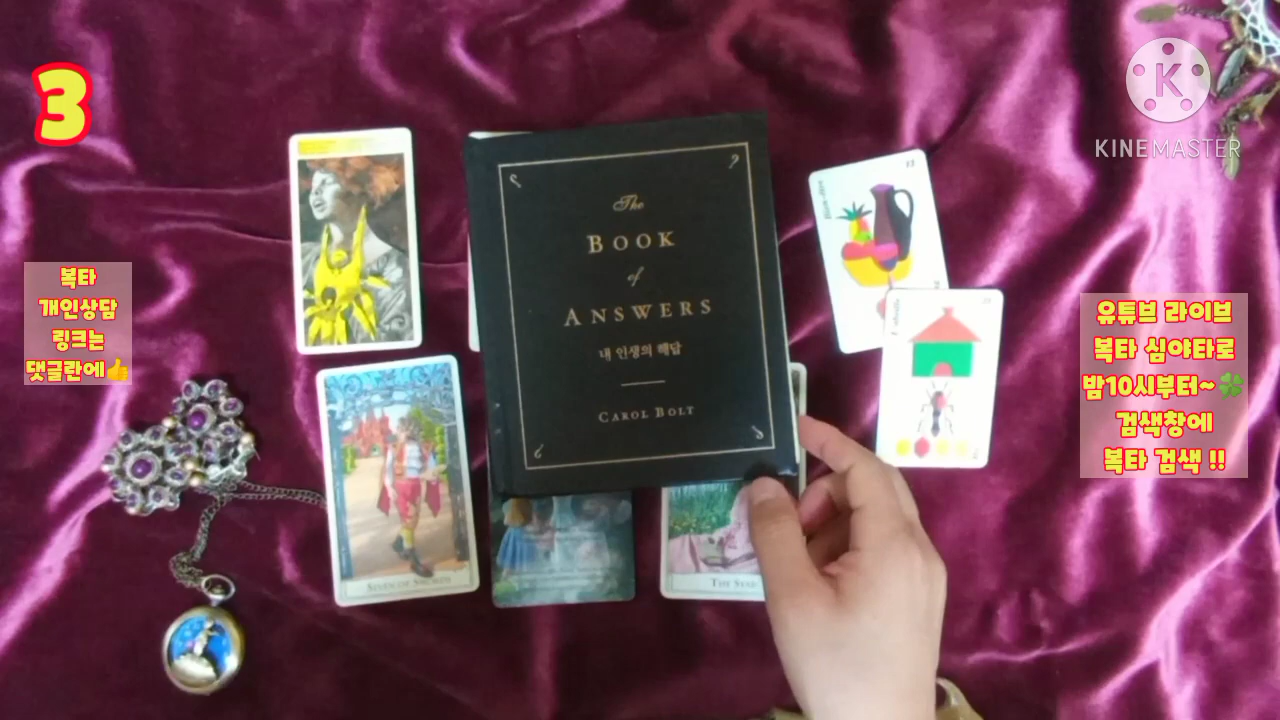 3
KINEMASTER
복타
개인상담
링크는
댓글란에👍
The
BOOK
of
ANSWERS
내 인생의 해답
CAROL BOLT
유튜브 라이브
복타 심야타로
밤10시부터~🍀
검색창에
복타 검색 !!
SEVEN OF SWORDS
THE STAR